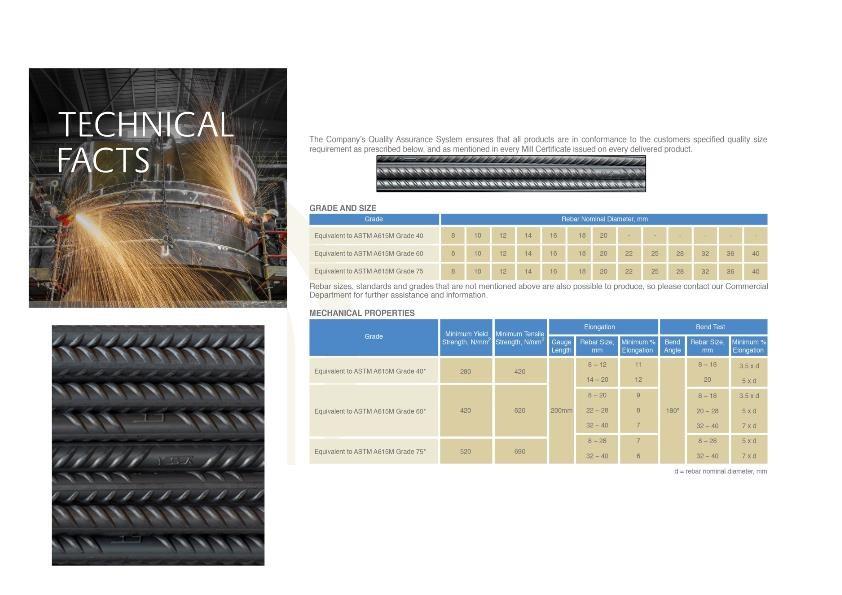 TECHNICAL
FACTS
The Company's Quality Assurance System ensures that all products are in conformance to the customers specified quality size
requirement as prescribed below, and as mentioned in every Mill Certificate issued on every delivered product.
GRADE AND SIZE
Grade Rebar Nominal Diameter, mm
Equivalent to ASTM A615M Grade 40 8 10 12 14 16 18 20 - - - - - -
Equivalent to ASTM A615M Grade 60 8 10 12 14 16 18 20 22 25 28 32 36 40
Equivalent to ASTM A615M Grade 75 8 10 12 14 16 18 20 22 25 28 32 36 40
Rebar sizes, standards and grades that are not mentioned above are also possible to produce, so please contact our Commercial
Department for further assistance and information.
MECHANICAL PROPERTIES
Grade Minimum Yield Strength, N/mm² Minimum Tensile Strength, N/mm² Elongation Bend Test
Gauge Length Rebar Size, mm Minimum % Elongation Bend Angle Rebar Size, mm Minimum % Elongation
Equivalent to ASTM A615M Grade 40* 280 420 200mm 8 – 12 11 180° 8 – 18 3.5 x d
14 – 20 12 20 5 x d
Equivalent to ASTM A615M Grade 60* 420 620 8 – 20 9 8 – 18 3.5 x d
22 – 28 8 20 – 28 5 x d
32 – 40 7 32 – 40 7 x d
Equivalent to ASTM A615M Grade 75* 520 690 8 – 28 7 8 – 28 5 x d
32 – 40 6 32 – 40 7 x d
d = rebar nominal diameter, mm